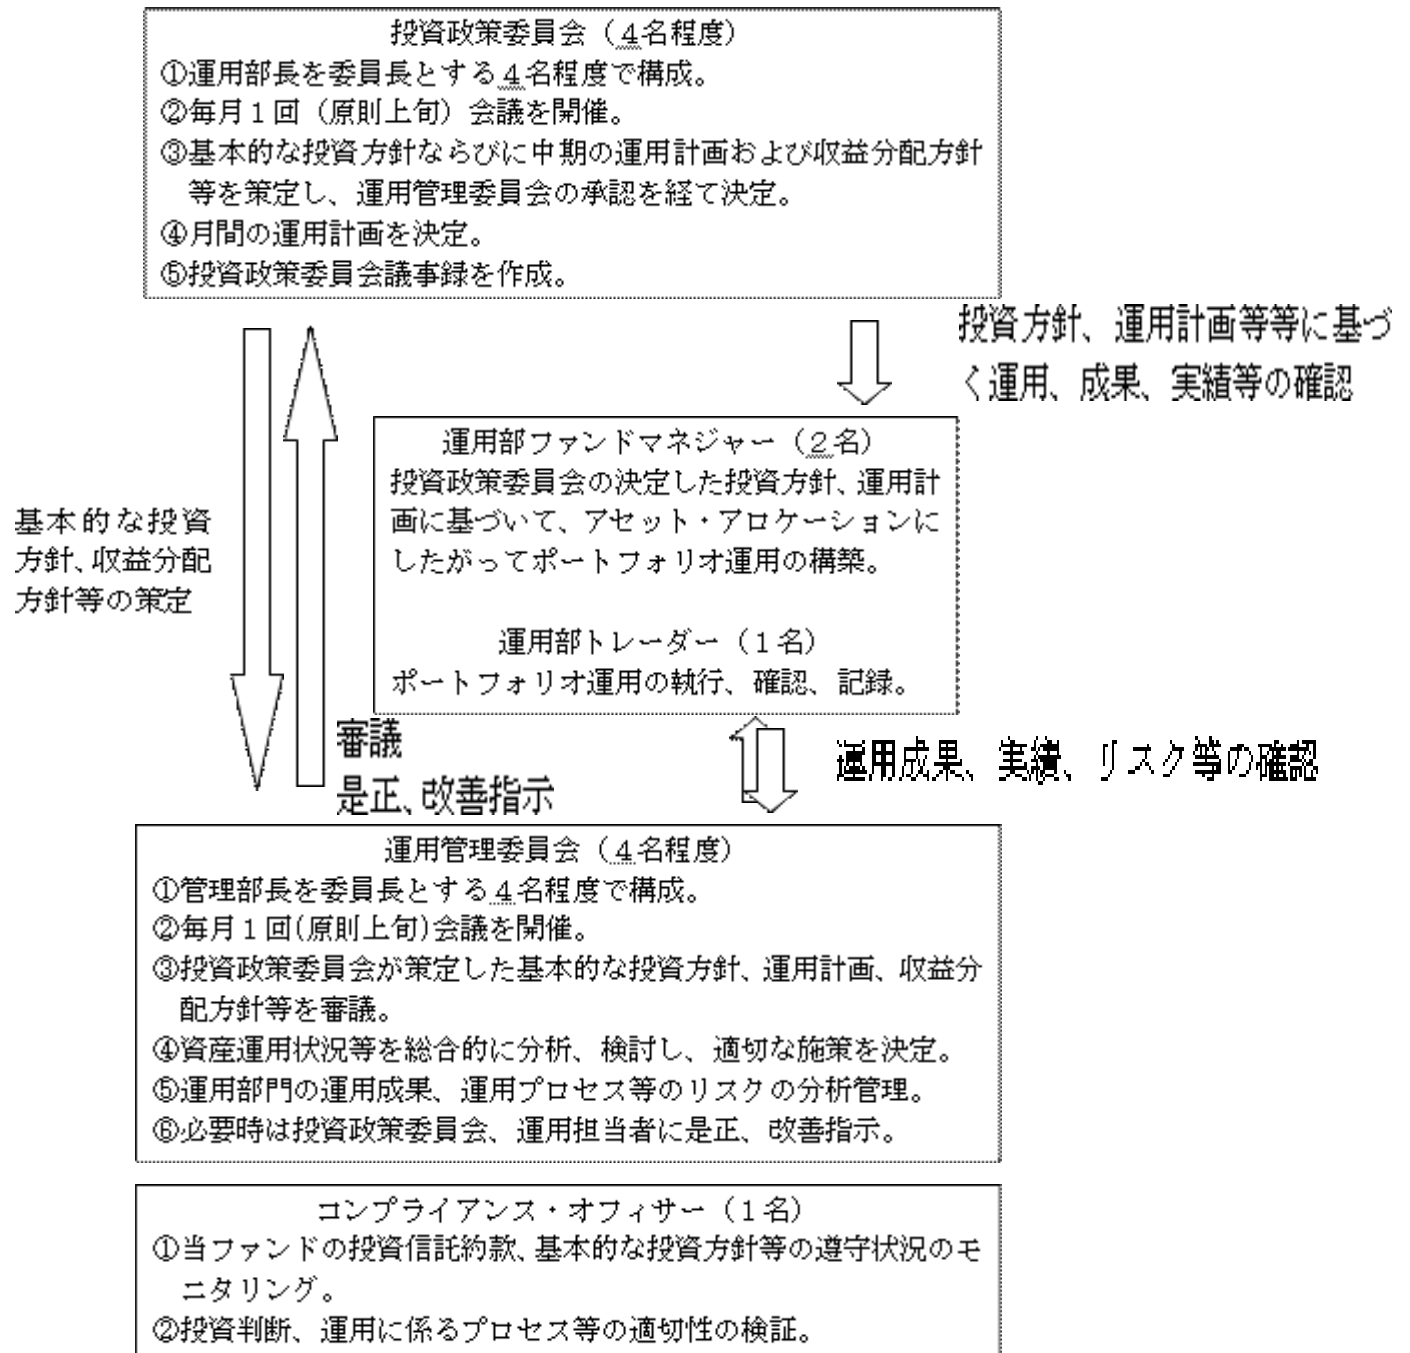 投資政策委員会（４名程度）
①運用部長を委員長とする４名程度で構成。
②毎月１回（原則上旬）会議を開催。
③基本的な投資方針ならびに中期の運用計画および収益分配方針
等を策定し、運用管理委員会の承認を経て決定。
④月間の運用計画を決定。
⑤投資政策委員会議事録を作成。
投資方針、運用計画等等に基づ
く運用、成果、実績等の確認
運用部ファンドマネジャー（２名）
投資政策委員会の決定した投資方針、運用計
画に基づいて、アセット・アロケーションに
したがってポートフォリオ運用の構築。
運用部トレーダー（１名）
ポートフォリオ運用の執行、確認、記録。
基本的な投資
方針、収益分配
方針等の策定
審議
是正、改善指示
運用成果、実績、リスク等の確認
運用管理委員会（４名程度）
①管理部長を委員長とする４名程度で構成。
②毎月１回(原則上旬)会議を開催。
③投資政策委員会が策定した基本的な投資方針、運用計画、収益分
配方針等を審議。
④資産運用状況等を総合的に分析、検討し、適切な施策を決定。
⑤運用部門の運用成果、運用プロセス等のリスクの分析管理。
⑥必要時は投資政策委員会、運用担当者に是正、改善指示。
コンプライアンス・オフィサー（１名）
①当ファンドの投資信託約款、基本的な投資方針等の遵守状況のモ
ニタリング。
②投資判断、運用に係るプロセス等の適切性の検証。